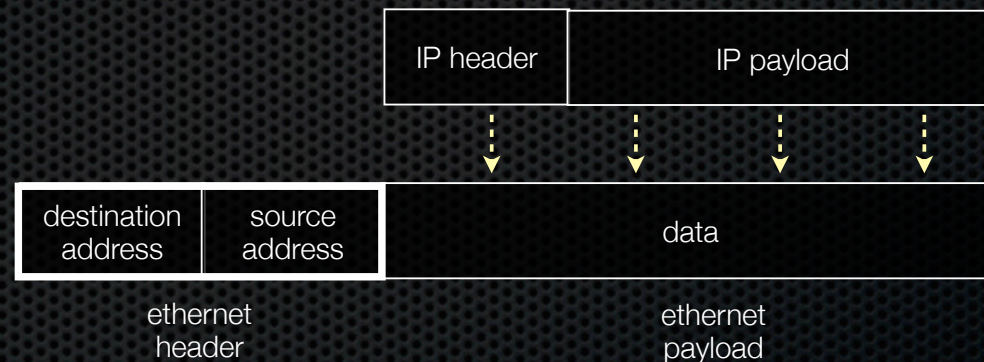 IP header
IP payload
destination
address
source
address
data
ethernet
header
ethernet
payload